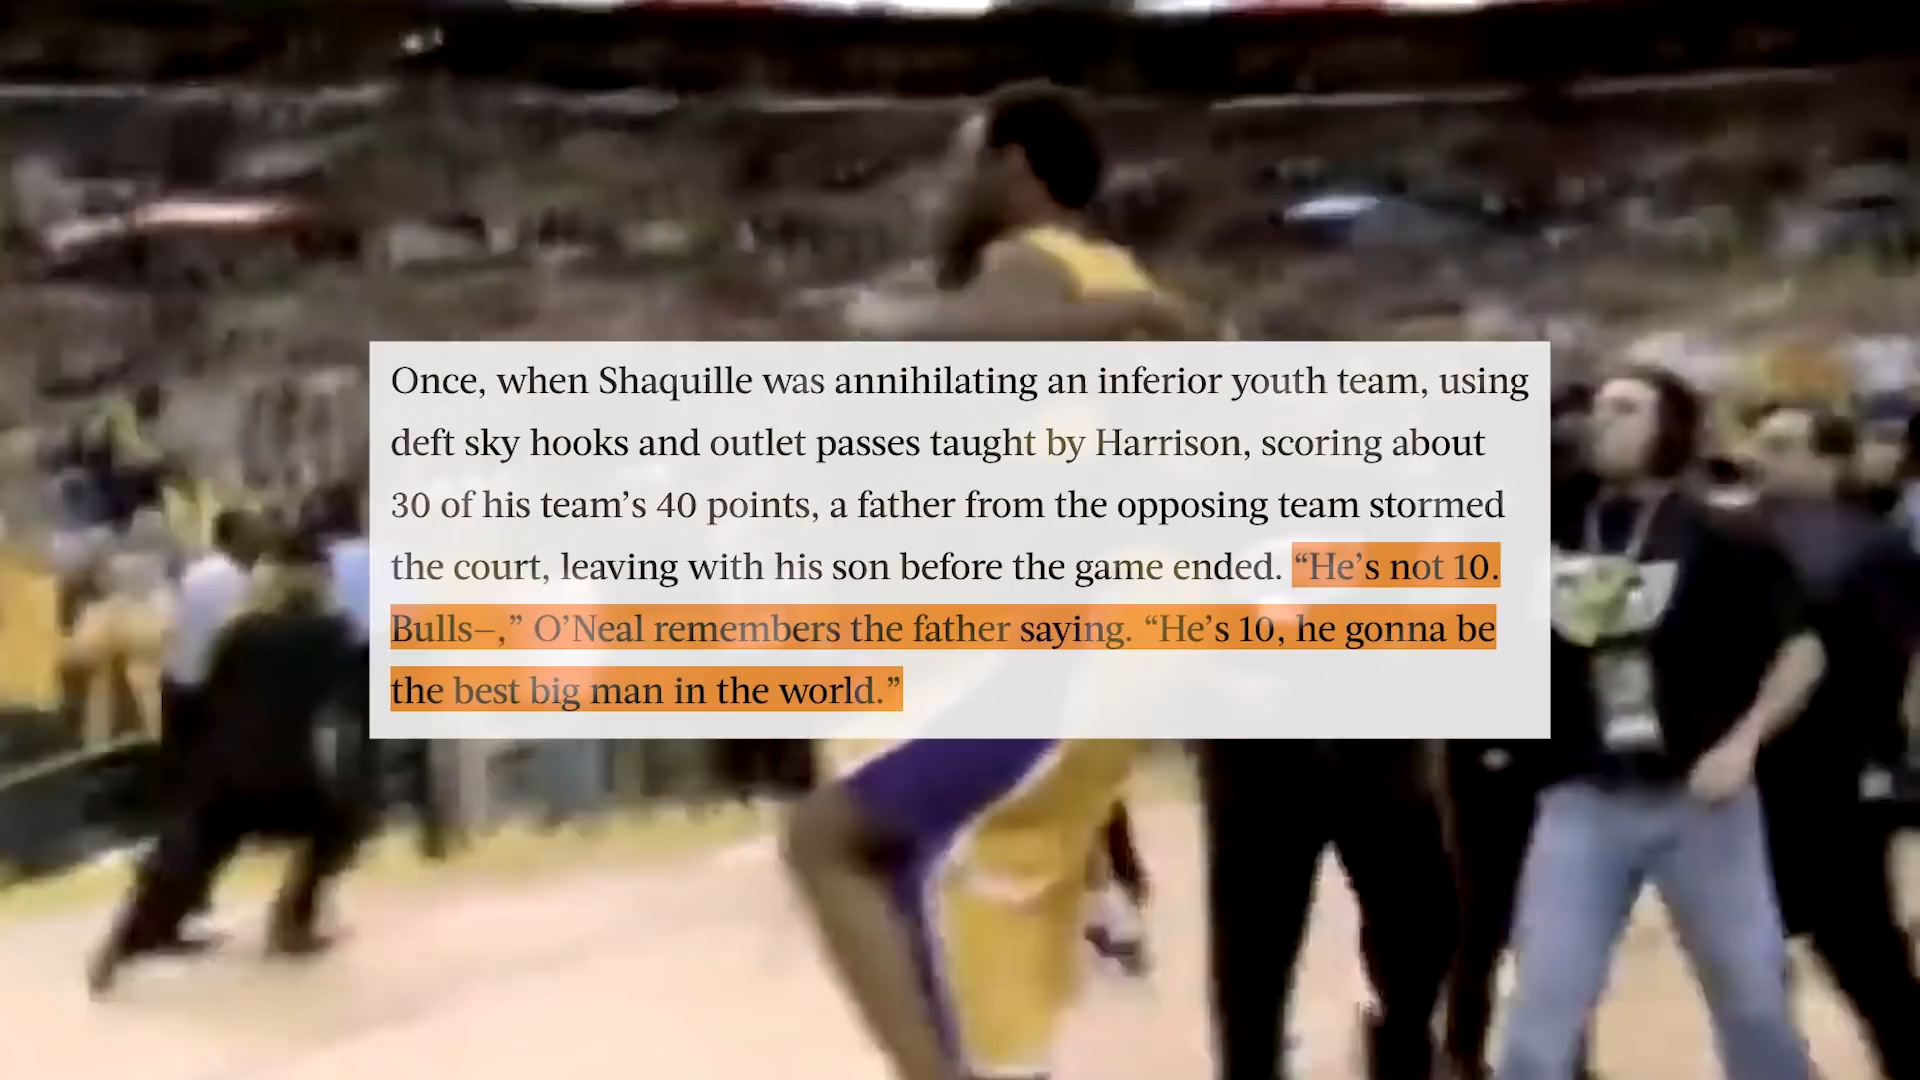 Once, when Shaquille was annihilating an inferior youth team, using
deft sky hooks and outlet passes taught by Harrison, scoring about
30 of his team’s 40 points, a father from the opposing team stormed
the court, leaving with his son before the game ended. “He’s not 10.
Bulls—,” O’Neal remembers the father saying. “He’s 10, he gonna be
the best big man in the world.”